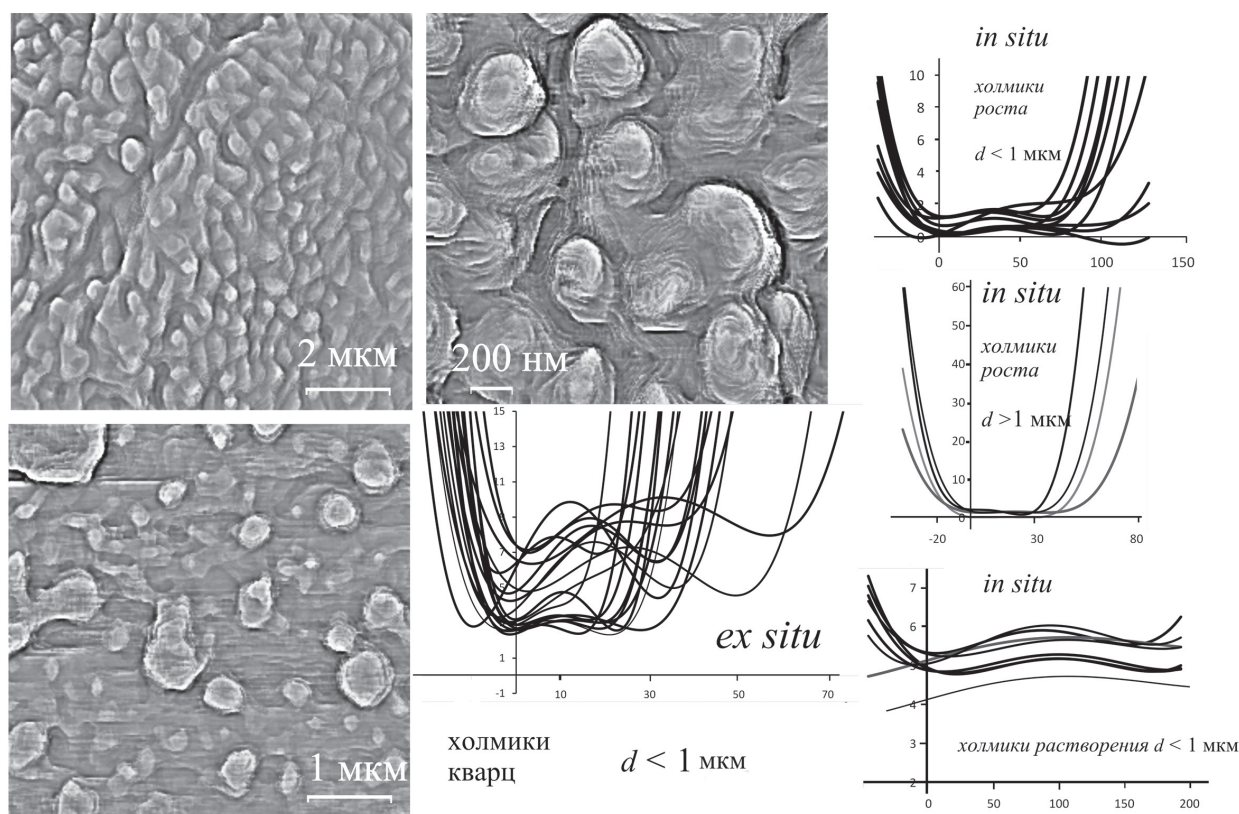 2 мкм
200 нм
1 мкм
in situ
холмики
роста
d < 1 мкм
10
8
6
4
2
0
0
50
100
150
in situ
холмики
роста
d >1 мкм
60
50
40
30
20
10
0
-20
30
80
15
13
11
9
7
5
3
1
-1
10
30
50
70
ex situ
холмики
кварц
d < 1 мкм
in situ
7
6
5
4
3
2
0
50
100
150
200
холмики растворения d < 1 мкм